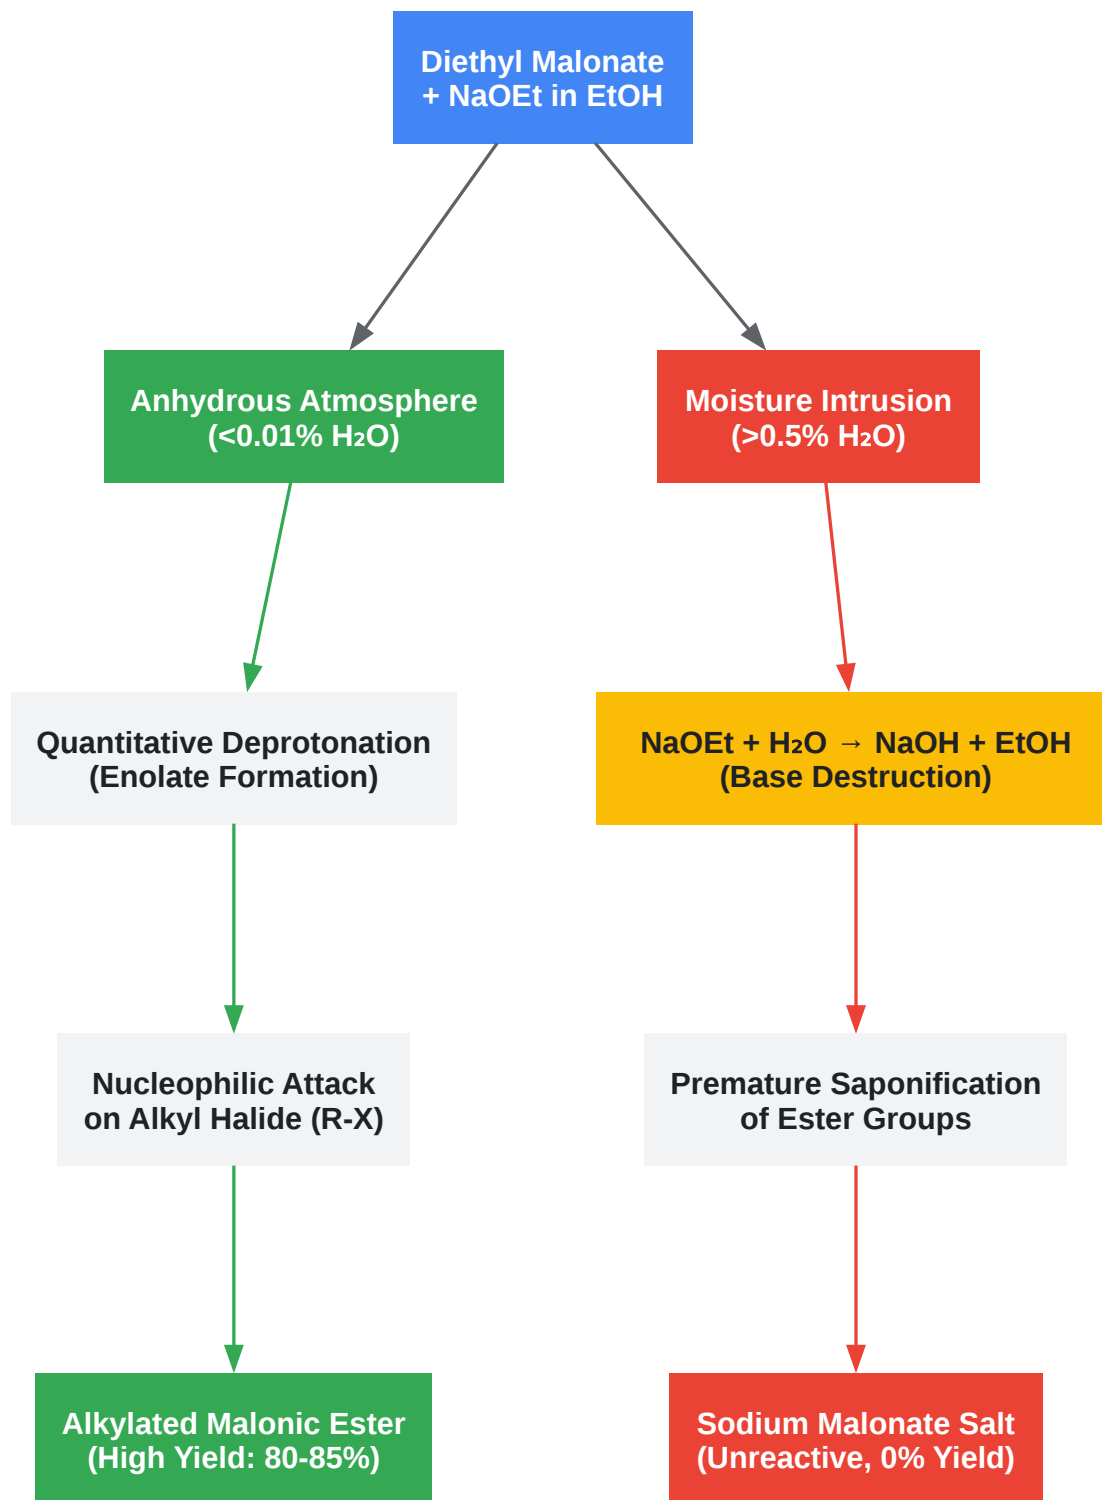 Diethyl Malonate
+ NaOEt in EtOH
Anhydrous Atmosphere
(<0.01% H₂O)
Moisture Intrusion
(>0.5% H₂O)
Quantitative Deprotonation
(Enolate Formation)
NaOEt + H₂O → NaOH + EtOH
(Base Destruction)
Nucleophilic Attack
on Alkyl Halide (R-X)
Premature Saponification
of Ester Groups
Alkylated Malonic Ester
(High Yield: 80-85%)
Sodium Malonate Salt
(Unreactive, 0% Yield)